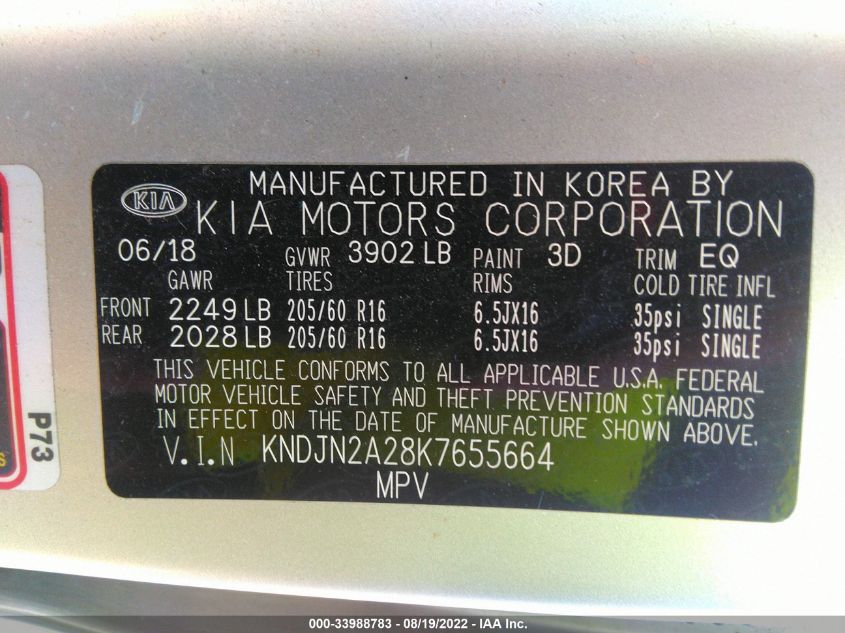 MANUFACTURED IN KOREA BY
KIA KIA MOTORS CORPORATION
06/18 GVWR 3902 LB PAINT 3D TRIM EQ
GAWR TIRES RIMS COLD TIRE INFL
FRONT 2249 LB 205/60 R16 6.5JX16 35psi SINGLE
REAR 2028 LB 205/60 R16 6.5JX16 35psi SINGLE
THIS VEHICLE CONFORMS TO ALL APPLICABLE U.S.A. FEDERAL
MOTOR VEHICLE SAFETY AND THEFT PREVENTION STANDARDS
IN EFFECT ON THE DATE OF MANUFACTURE SHOWN ABOVE.
V.I.N KNDJN2A28K7655664
MPV
P73
S
000-33988783 - 08/19/2022 - IAA Inc.